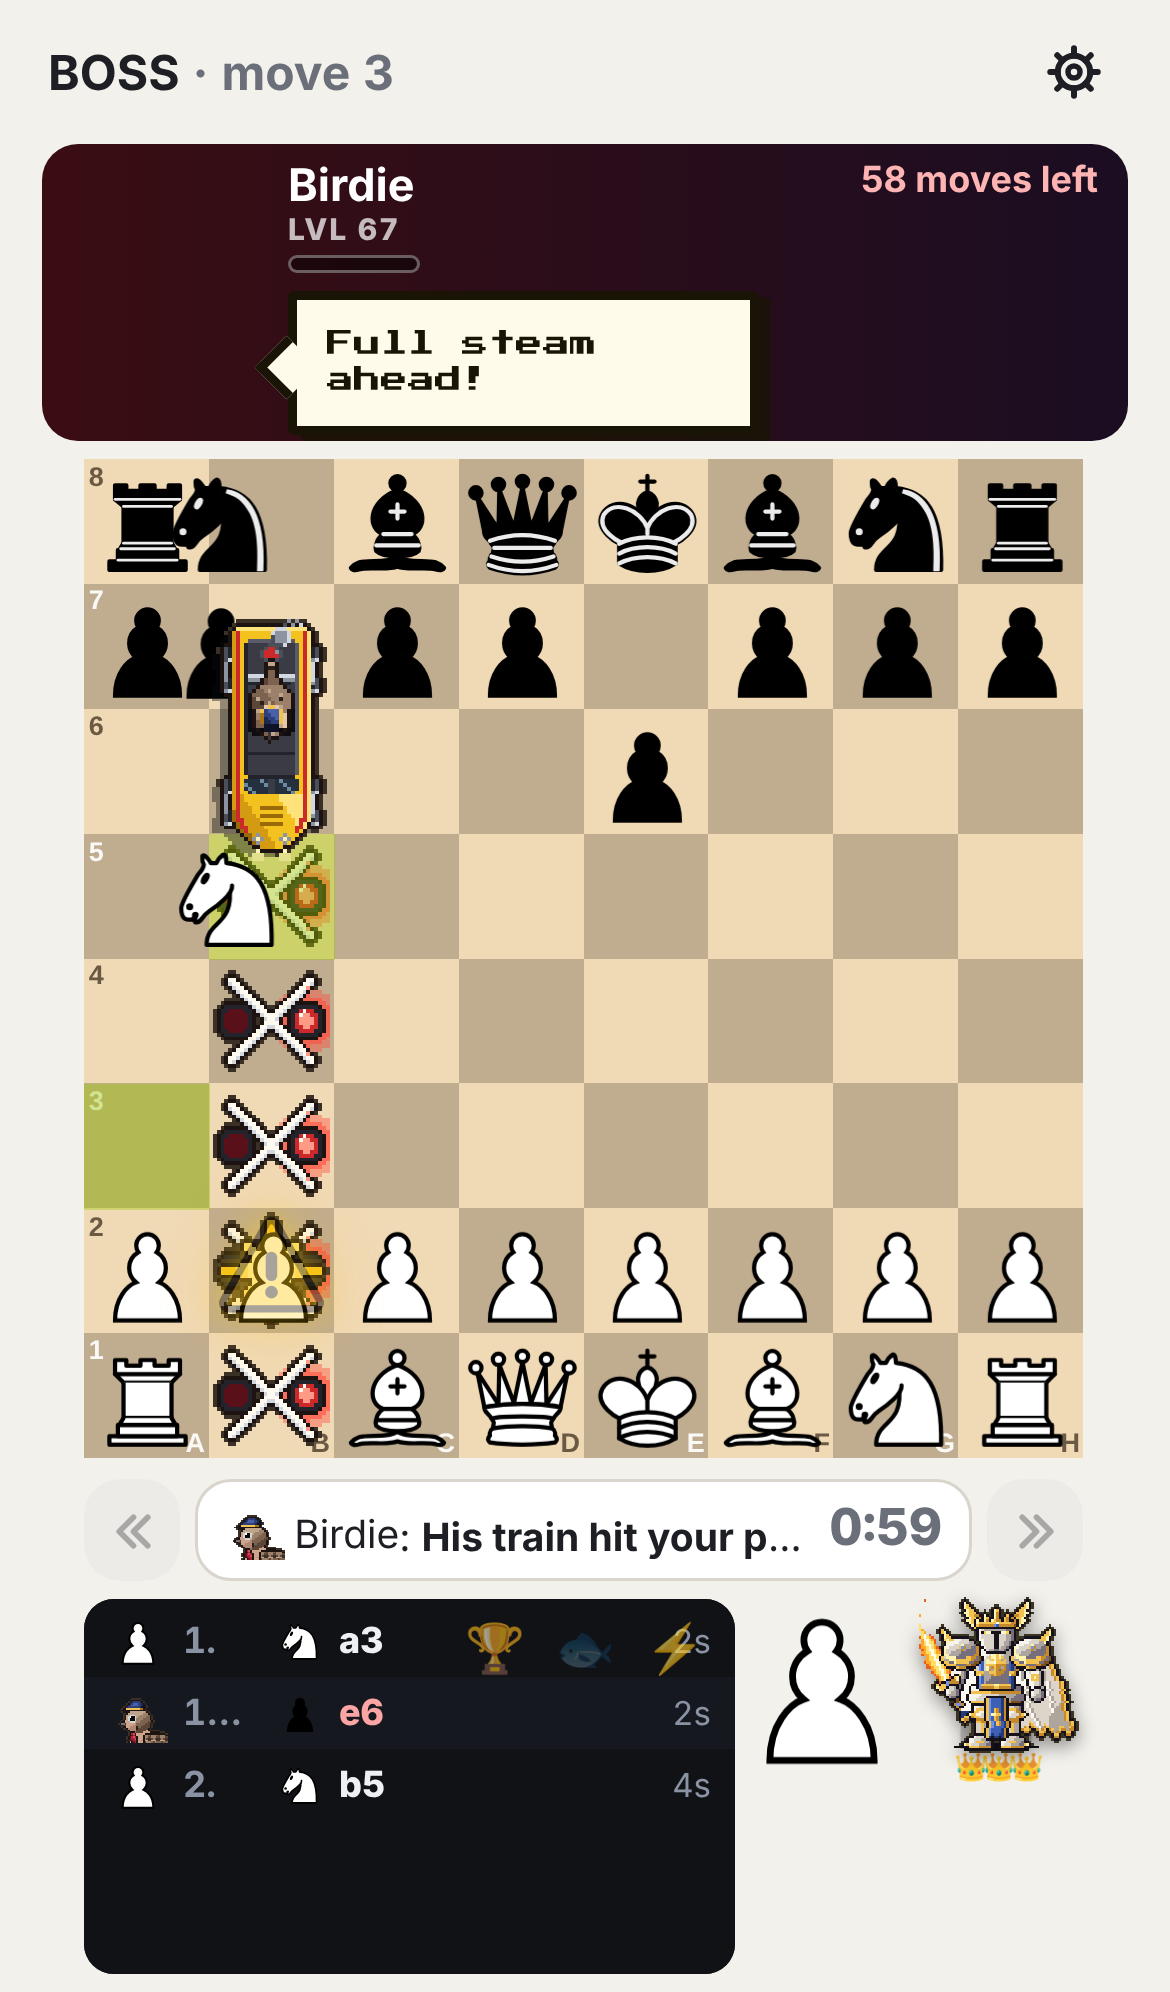 BOSS · move 3
Birdie
58 moves left
LVL 67
Full steam
ahead!
8
7
6
5
4
3
2
1
A B C D E F G H
Birdie: His train hit your p... 0:59
1. a3 2s
1... e6 2s
2. b5 4s